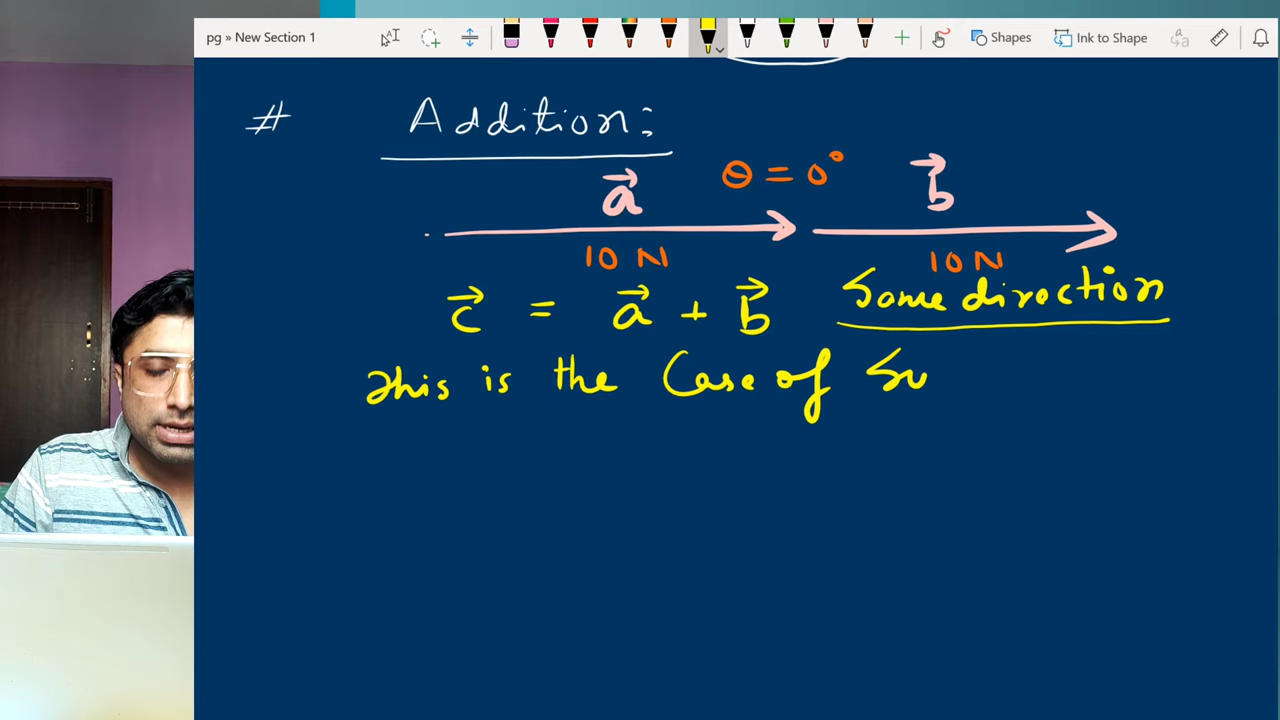 pg » New Section 1
Shapes
Ink to Shape
# Addition:
a⃗ θ = 0° b⃗
10 N 10 N
c⃗ = a⃗ + b⃗ Same direction
This is the Case of Su